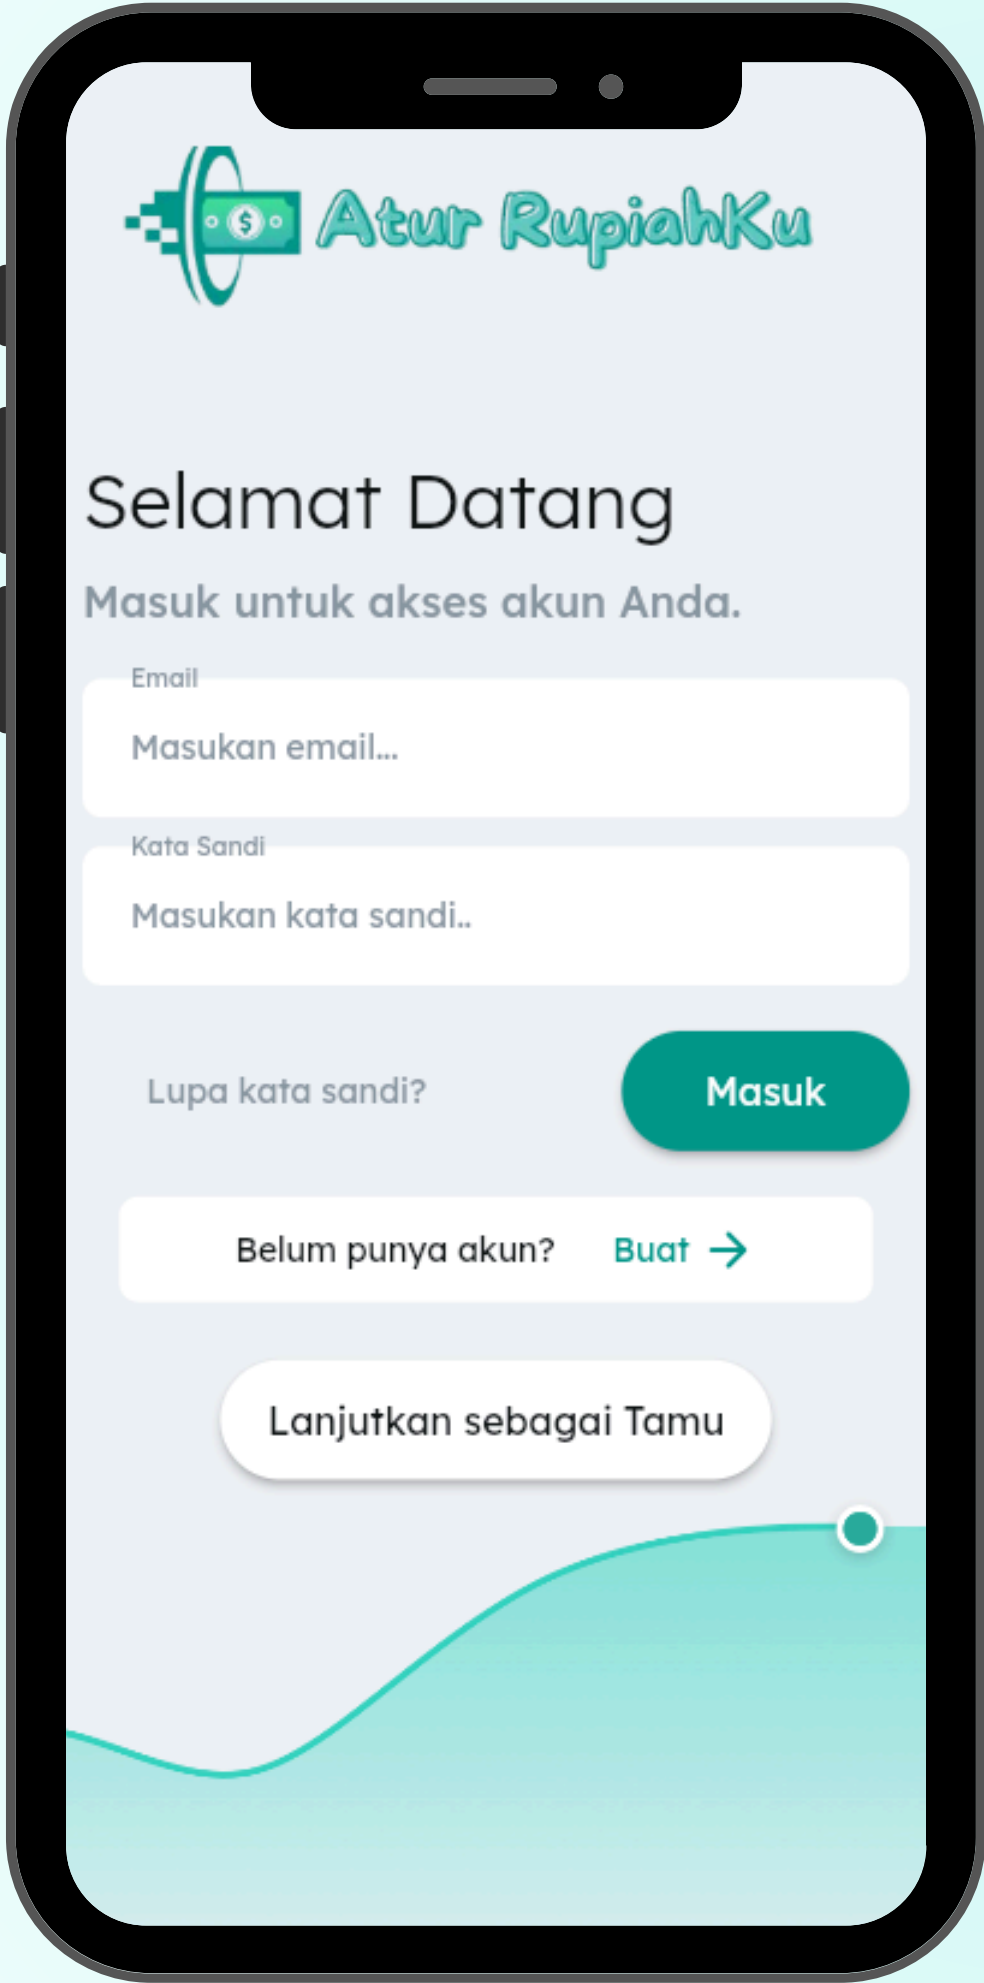 $
Atur RupiahKu
Selamat Datang
Masuk untuk akses akun Anda.
Email
Masukan email...
Kata Sandi
Masukan kata sandi..
Lupa kata sandi?
Masuk
Belum punya akun? Buat →
Lanjutkan sebagai Tamu